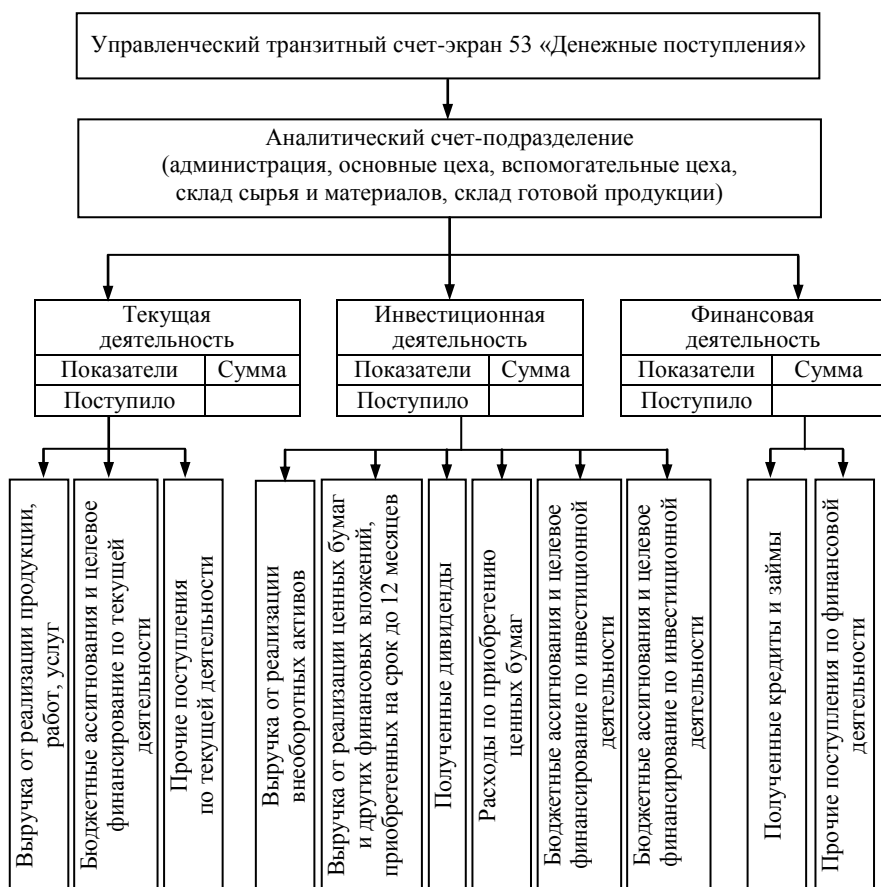 Управленческий транзитный счет-экран 53 «Денежные поступления»
Аналитический счет-подразделение
(администрация, основные цеха, вспомогательные цеха,
склад сырья и материалов, склад готовой продукции)
Текущая
деятельность
Показатели Сумма
Поступило
Инвестиционная
деятельность
Показатели Сумма
Поступило
Финансовая
деятельность
Показатели Сумма
Поступило
Выручка от реализации продукции,
работ, услуг
Бюджетные ассигнования и целевое
финансирование по текущей
деятельности
Прочие поступления
по текущей деятельности
Выручка от реализации
внеоборотных активов
Выручка от реализации ценных бумаг
и других финансовых вложений,
приобретенных на срок до 12 месяцев
Полученные дивиденды
Расходы по приобретению
ценных бумаг
Бюджетные ассигнования и целевое
финансирование по инвестиционной
деятельности
Бюджетные ассигнования и целевое
финансирование по инвестиционной
деятельности
Полученные кредиты и займы
Прочие поступления по финансовой
деятельности